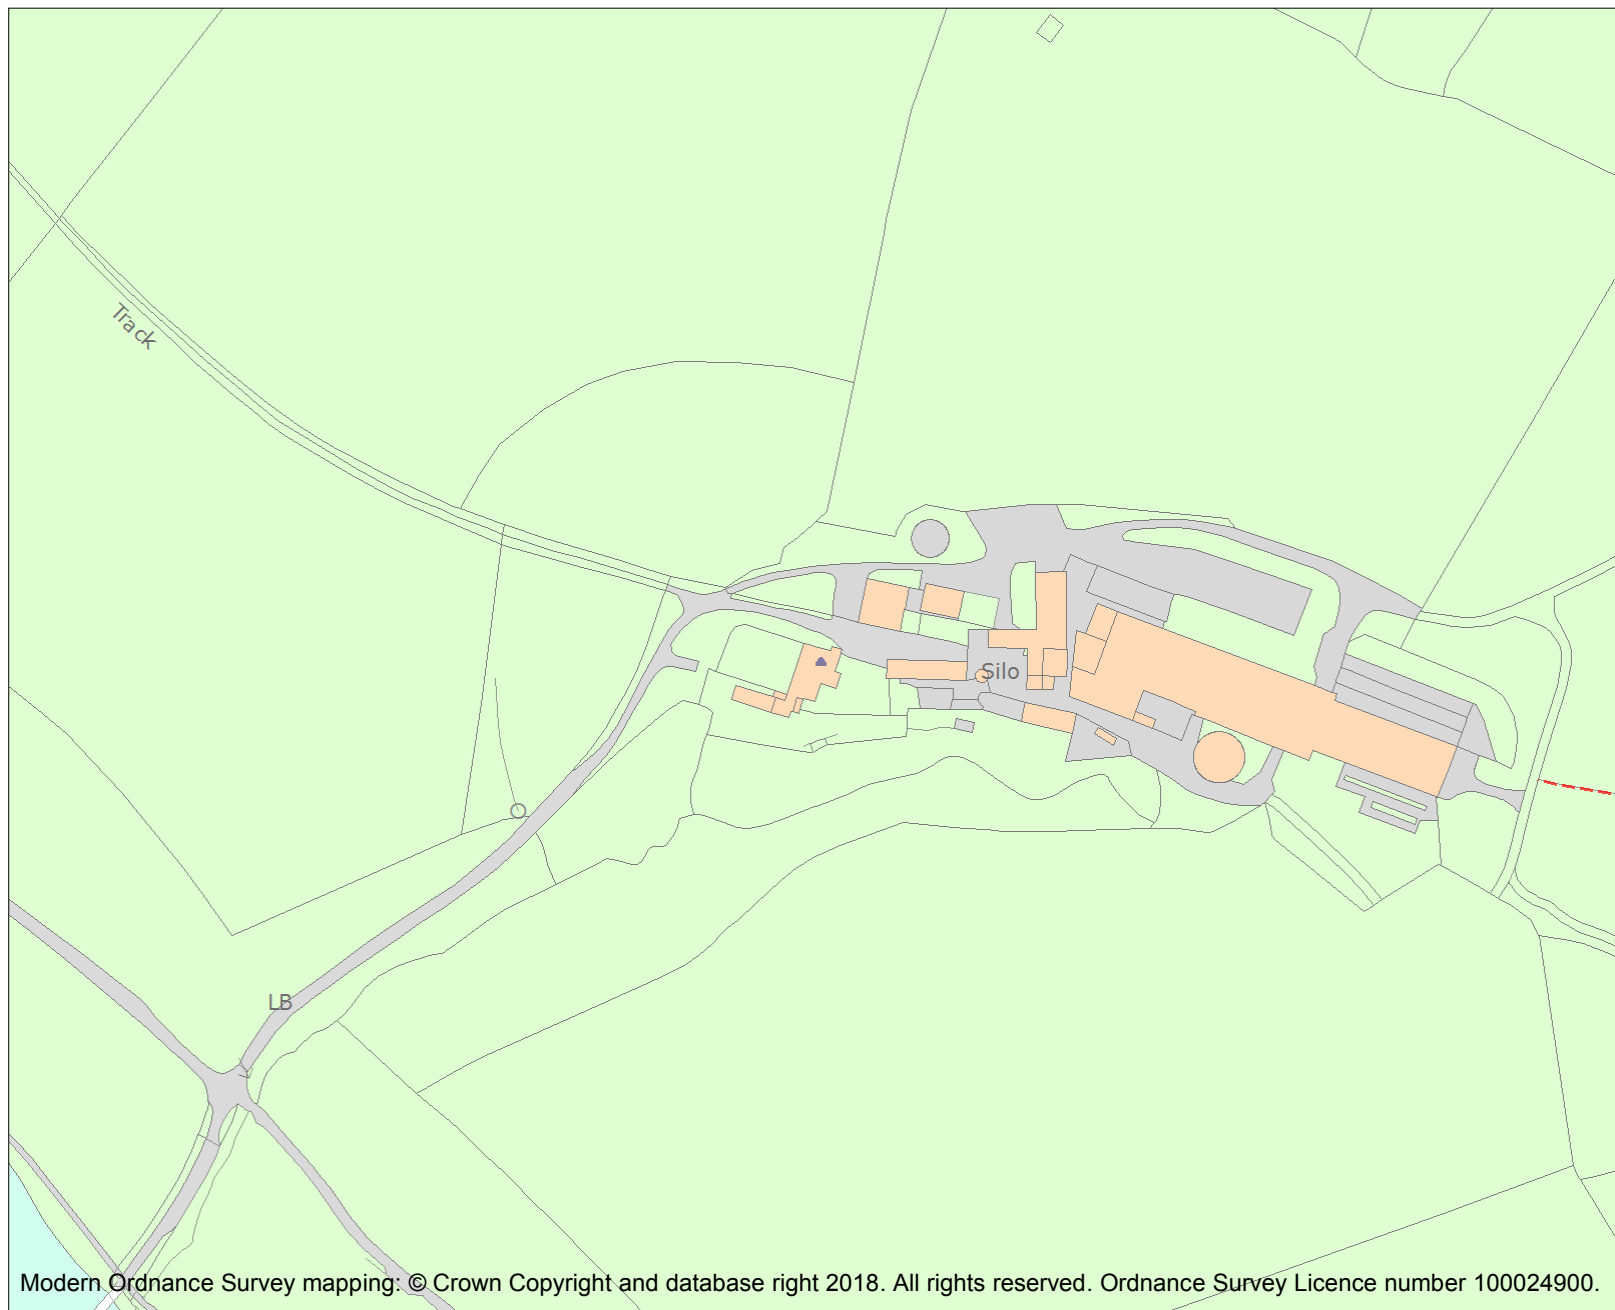 Track
Silo
LB
Modern Ordnance Survey mapping: © Crown Copyright and database right 2018. All rights reserved. Ordnance Survey Licence number 100024900.